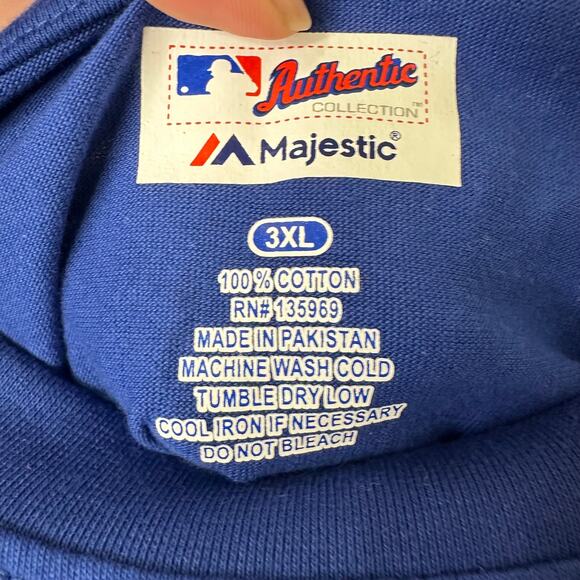 Authentic
COLLECTION™
Majestic®
3XL
100% COTTON
RN# 135969
MADE IN PAKISTAN
MACHINE WASH COLD
TUMBLE DRY LOW
COOL IRON IF NECESSARY
DO NOT BLEACH